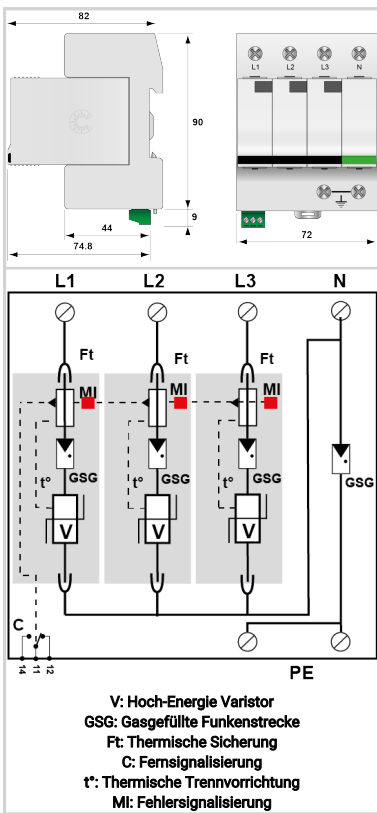 82
90
9
44
74.8
L1 L2 L3 N
72
L1 L2 L3 N
Ft Ft Ft
MI MI MI
GSG GSG GSG GSG
t° t° t°
V V V
C
14 11 12
PE
V: Hoch-Energie Varistor
GSG: Gasgefüllte Funkenstrecke
Ft: Thermische Sicherung
C: Fernsignalisierung
t°: Thermische Trennvorrichtung
MI: Fehlersignalisierung